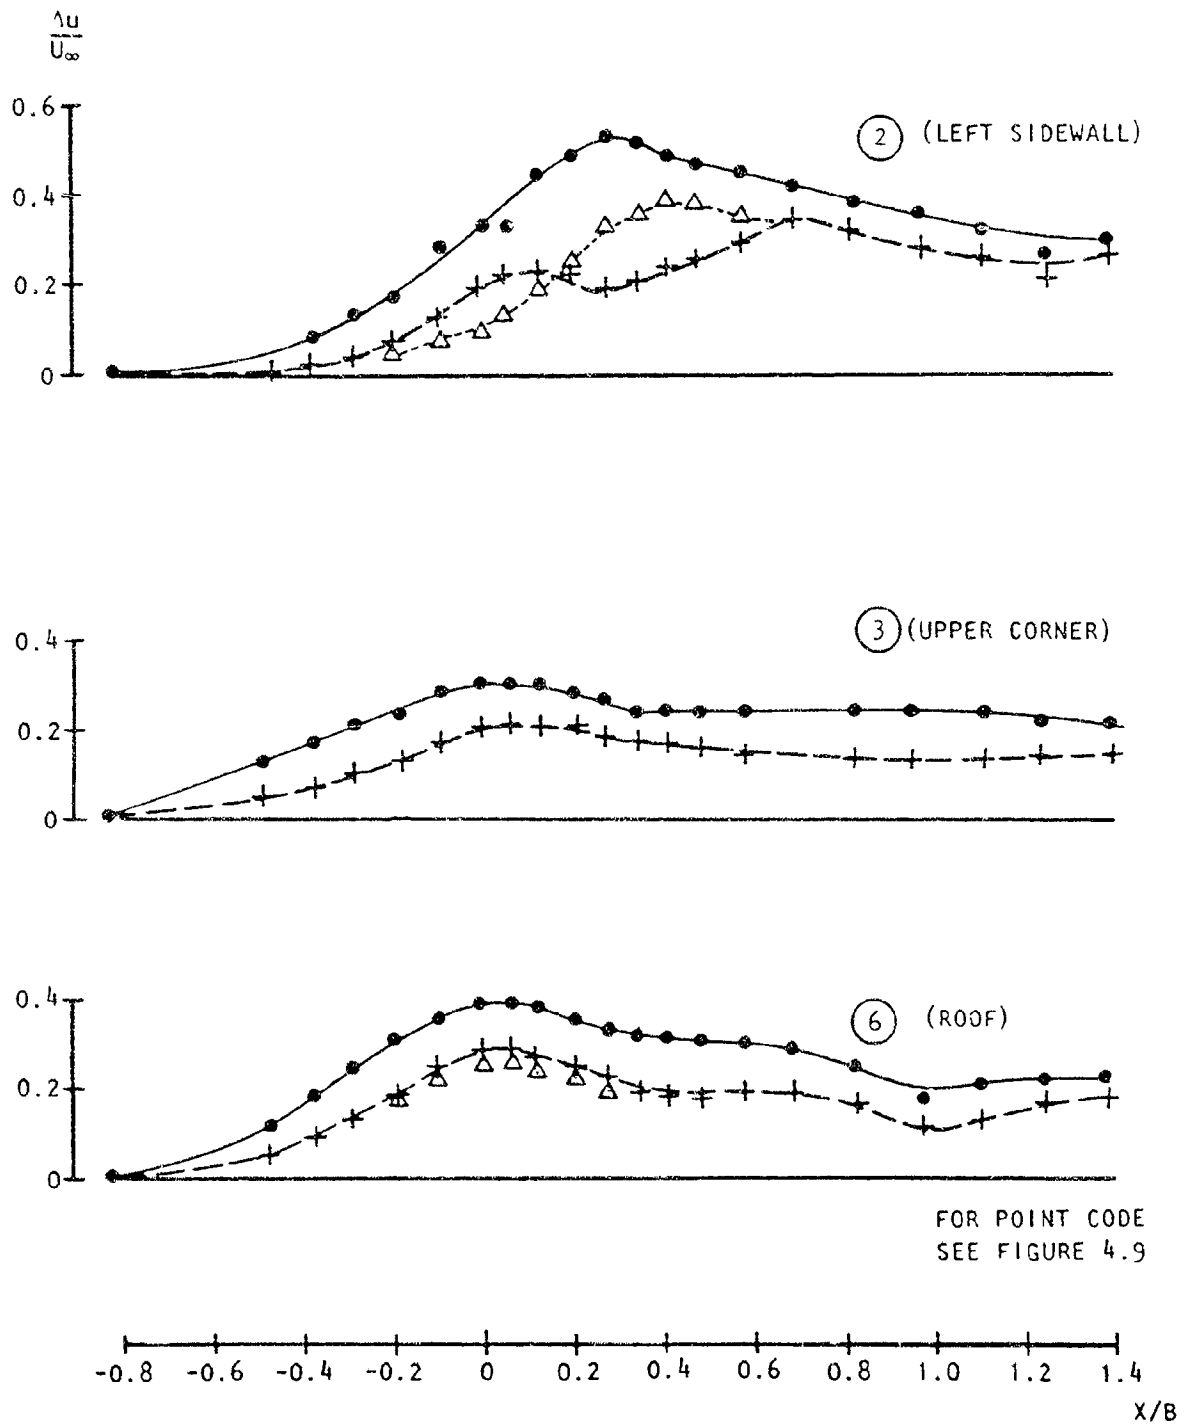 Δu
U∞
0.6
0.4
0.2
0
2 (LEFT SIDEWALL)
0.4
0.2
0
3 (UPPER CORNER)
0.4
0.2
0
6 (ROOF)
FOR POINT CODE
SEE FIGURE 4.9
-0.8 -0.6 -0.4 -0.2 0 0.2 0.4 0.6 0.8 1.0 1.2 1.4
X/B